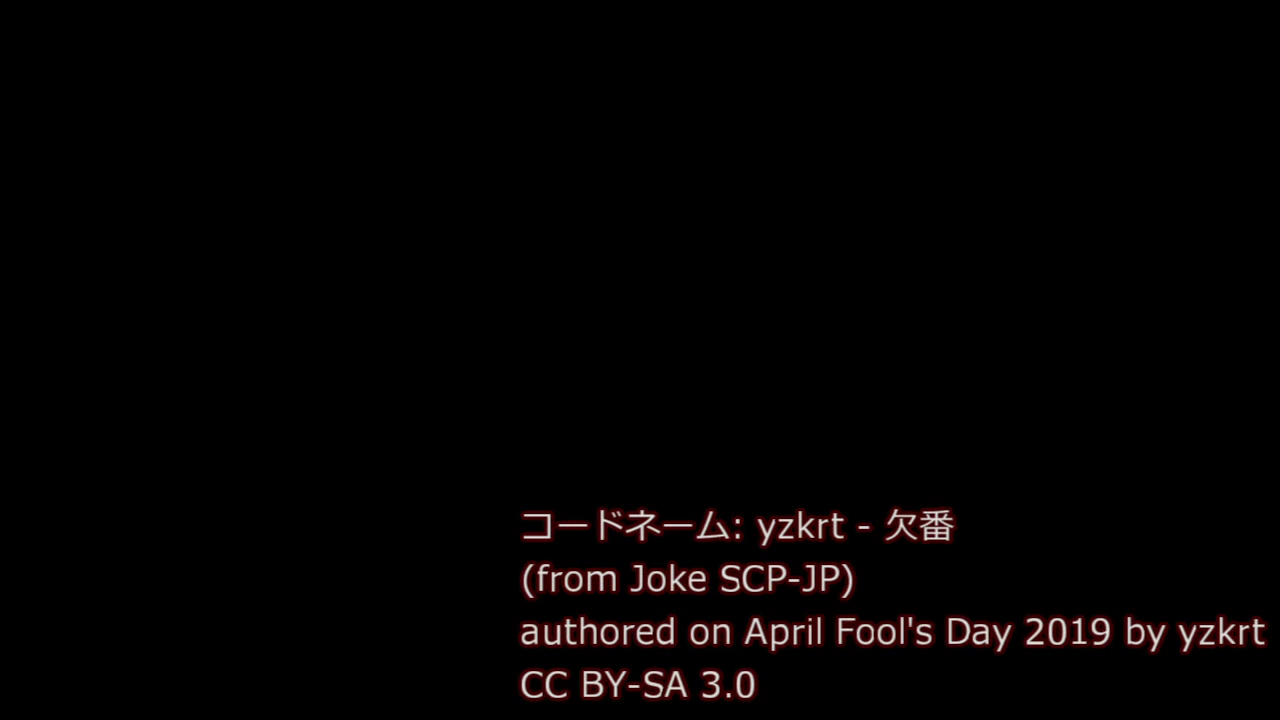 コードネーム: yzkrt - 欠番
(from Joke SCP-JP)
authored on April Fool's Day 2019 by yzkrt
CC BY-SA 3.0